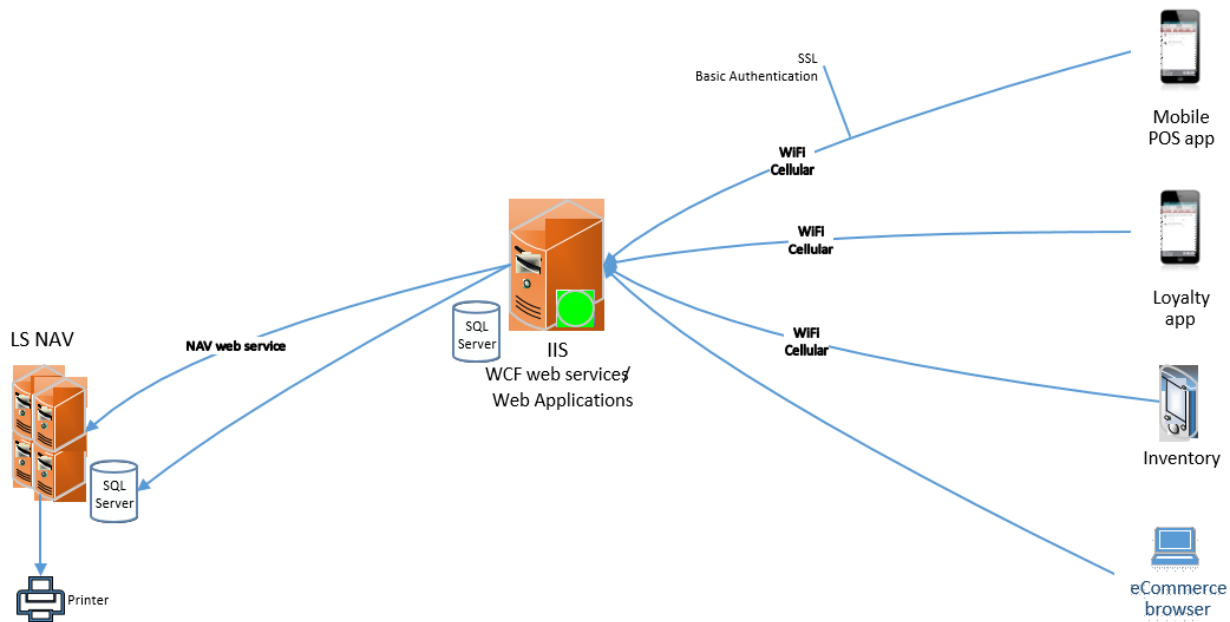 SSL
Basic Authentication
Mobile
POS app
WiFi
Cellular
WiFi
Cellular
Loyalty
app
SQL
Server
WiFi
Cellular
LS NAV
NAV web service
IIS
WCF web services/
Web Applications
Inventory
SQL
Server
eCommerce
browser
Printer